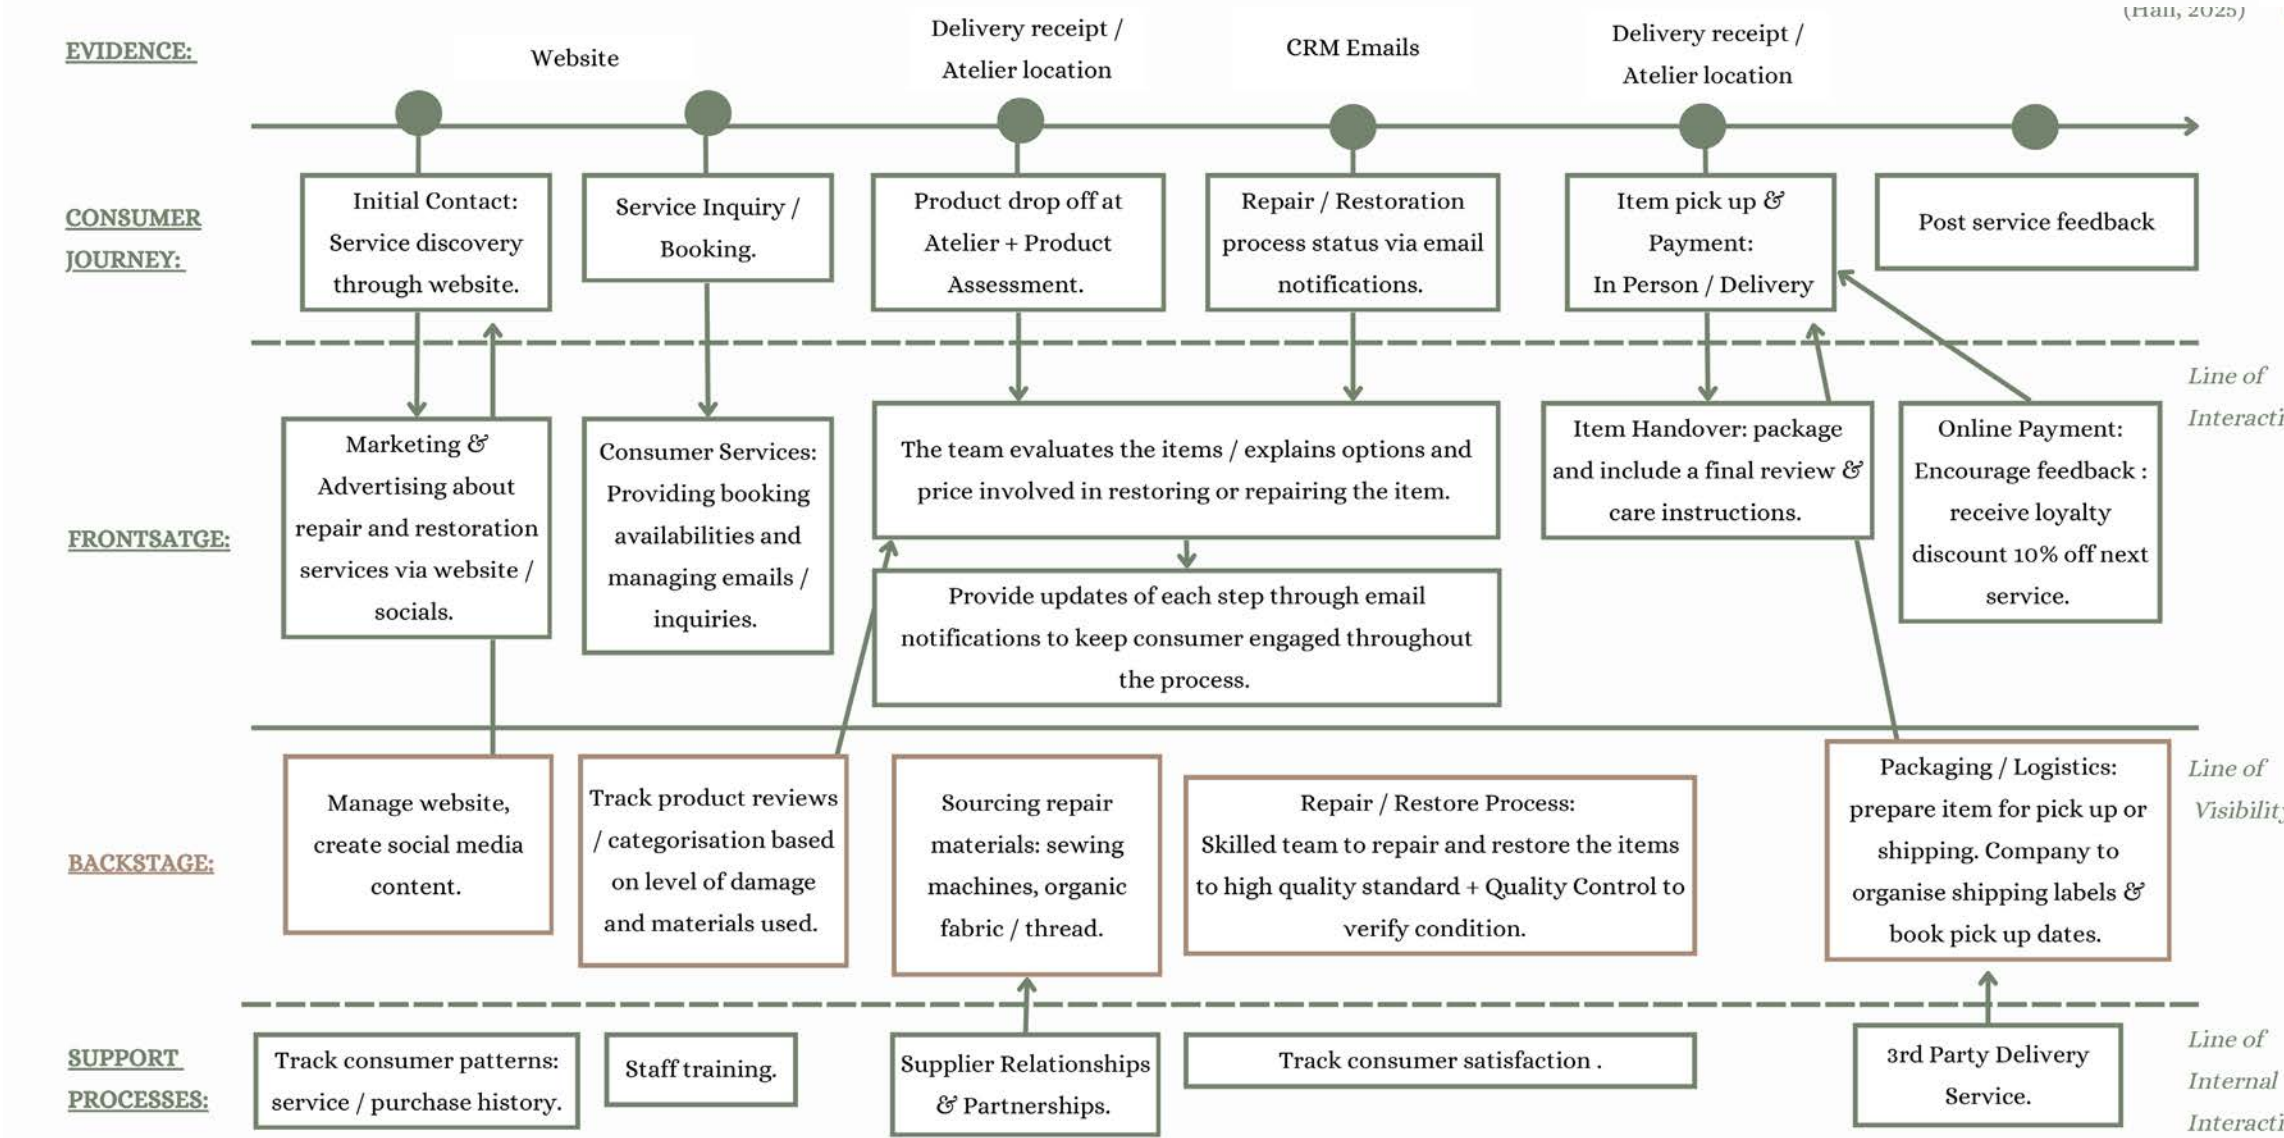 (Hall, 2025)
EVIDENCE:
Website
Delivery receipt /
Atelier location
CRM Emails
Delivery receipt /
Atelier location
CONSUMER
JOURNEY:
Initial Contact:
Service discovery
through website.
Service Inquiry /
Booking.
Product drop off at
Atelier + Product
Assessment.
Repair / Restoration
process status via email
notifications.
Item pick up &
Payment:
In Person / Delivery
Post service feedback
Line of
Interacti
FRONTSATGE:
Marketing &
Advertising about
repair and restoration
services via website /
socials.
Consumer Services:
Providing booking
availabilities and
managing emails /
inquiries.
The team evaluates the items / explains options and
price involved in restoring or repairing the item.
Provide updates of each step through email
notifications to keep consumer engaged throughout
the process.
Item Handover: package
and include a final review &
care instructions.
Online Payment:
Encourage feedback :
receive loyalty
discount 10% off next
service.
Line of
Visibility
BACKSTAGE:
Manage website,
create social media
content.
Track product reviews
/ categorisation based
on level of damage
and materials used.
Sourcing repair
materials: sewing
machines, organic
fabric / thread.
Repair / Restore Process:
Skilled team to repair and restore the items
to high quality standard + Quality Control to
verify condition.
Packaging / Logistics:
prepare item for pick up or
shipping. Company to
organise shipping labels &
book pick up dates.
Line of
Internal
Interacti
SUPPORT
PROCESSES:
Track consumer patterns:
service / purchase history.
Staff training.
Supplier Relationships
& Partnerships.
Track consumer satisfaction .
3rd Party Delivery
Service.